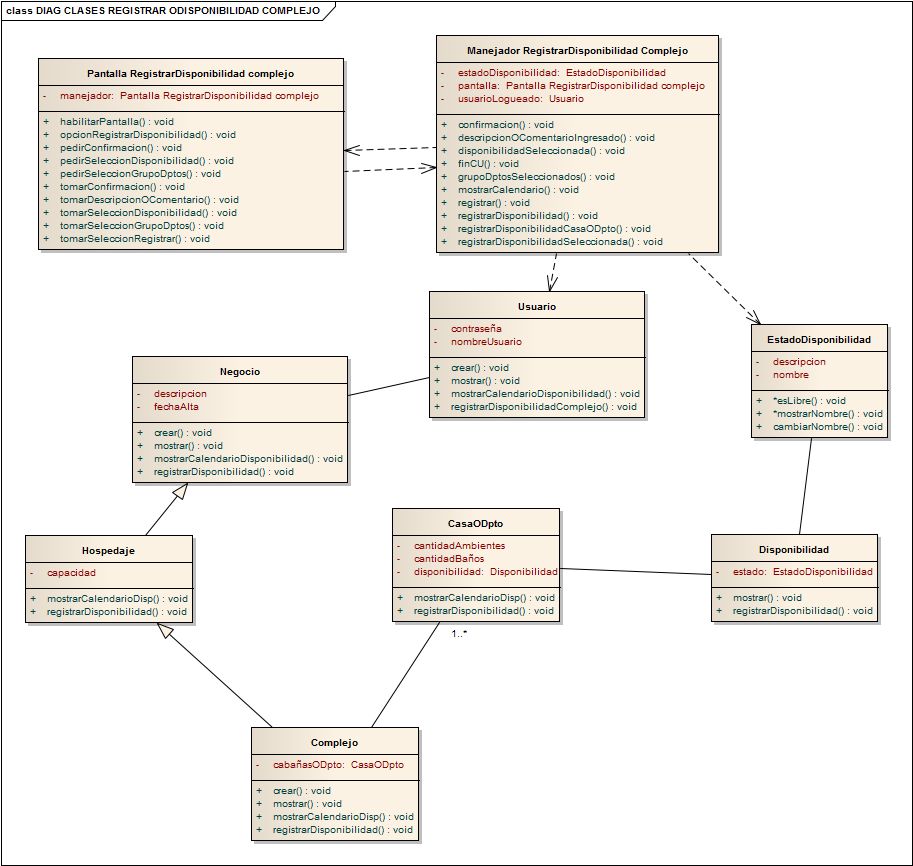 class DIAG CLASES REGISTRAR ODISPONIBILIDAD COMPLEJO
Pantalla RegistrarDisponibilidad complejo
- manejador: Pantalla RegistrarDisponibilidad complejo
+ habilitarPantalla() : void
+ opcionRegistrarDisponibilidad() : void
+ pedirConfirmacion() : void
+ pedirSeleccionDisponibilidad() : void
+ pedirSeleccionGrupoDptos() : void
+ tomarConfirmacion() : void
+ tomarDescripcionOComentario() : void
+ tomarSeleccionDisponibilidad() : void
+ tomarSeleccionGrupoDptos() : void
+ tomarSeleccionRegistrar() : void
Manejador RegistrarDisponibilidad Complejo
- estadoDisponibilidad: EstadoDisponibilidad
- pantalla: Pantalla RegistrarDisponibilidad complejo
- usuarioLogueado: Usuario
+ confirmacion() : void
+ descripcionOComentarioIngresado() : void
+ disponibilidadSeleccionada() : void
+ finCU() : void
+ grupoDptosSeleccionados() : void
+ mostrarCalendario() : void
+ registrar() : void
+ registrarDisponibilidad() : void
+ registrarDisponibilidadCasaODpto() : void
+ registrarDisponibilidadSeleccionada() : void
Usuario
- contraseña
- nombreUsuario
+ crear() : void
+ mostrar() : void
+ mostrarCalendarioDisponibilidad() : void
+ registrarDisponibilidadComplejo() : void
EstadoDisponibilidad
- descripcion
- nombre
+ *esLibre() : void
+ *mostrarNombre() : void
+ cambiarNombre() : void
Negocio
- descripcion
- fechaAlta
+ crear() : void
+ mostrar() : void
+ mostrarCalendarioDisponibilidad() : void
+ registrarDisponibilidad() : void
Hospedaje
- capacidad
+ mostrarCalendarioDisp() : void
+ registrarDisponibilidad() : void
CasaODpto
- cantidadAmbientes
- cantidadBaños
- disponibilidad: Disponibilidad
+ mostrarCalendarioDisp() : void
+ registrarDisponibilidad() : void
1..*
Disponibilidad
- estado: EstadoDisponibilidad
+ mostrar() : void
+ registrarDisponibilidad() : void
Complejo
- cabañasODpto: CasaODpto
+ crear() : void
+ mostrar() : void
+ mostrarCalendarioDisp() : void
+ registrarDisponibilidad() : void